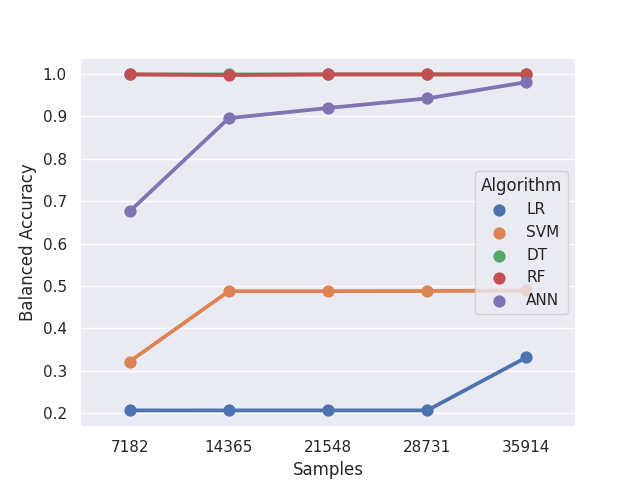 1.0
0.9
0.8
0.7
0.6
0.5
0.4
0.3
0.2
Balanced Accuracy
Algorithm
LR
SVM
DT
RF
ANN
7182 14365 21548 28731 35914
Samples